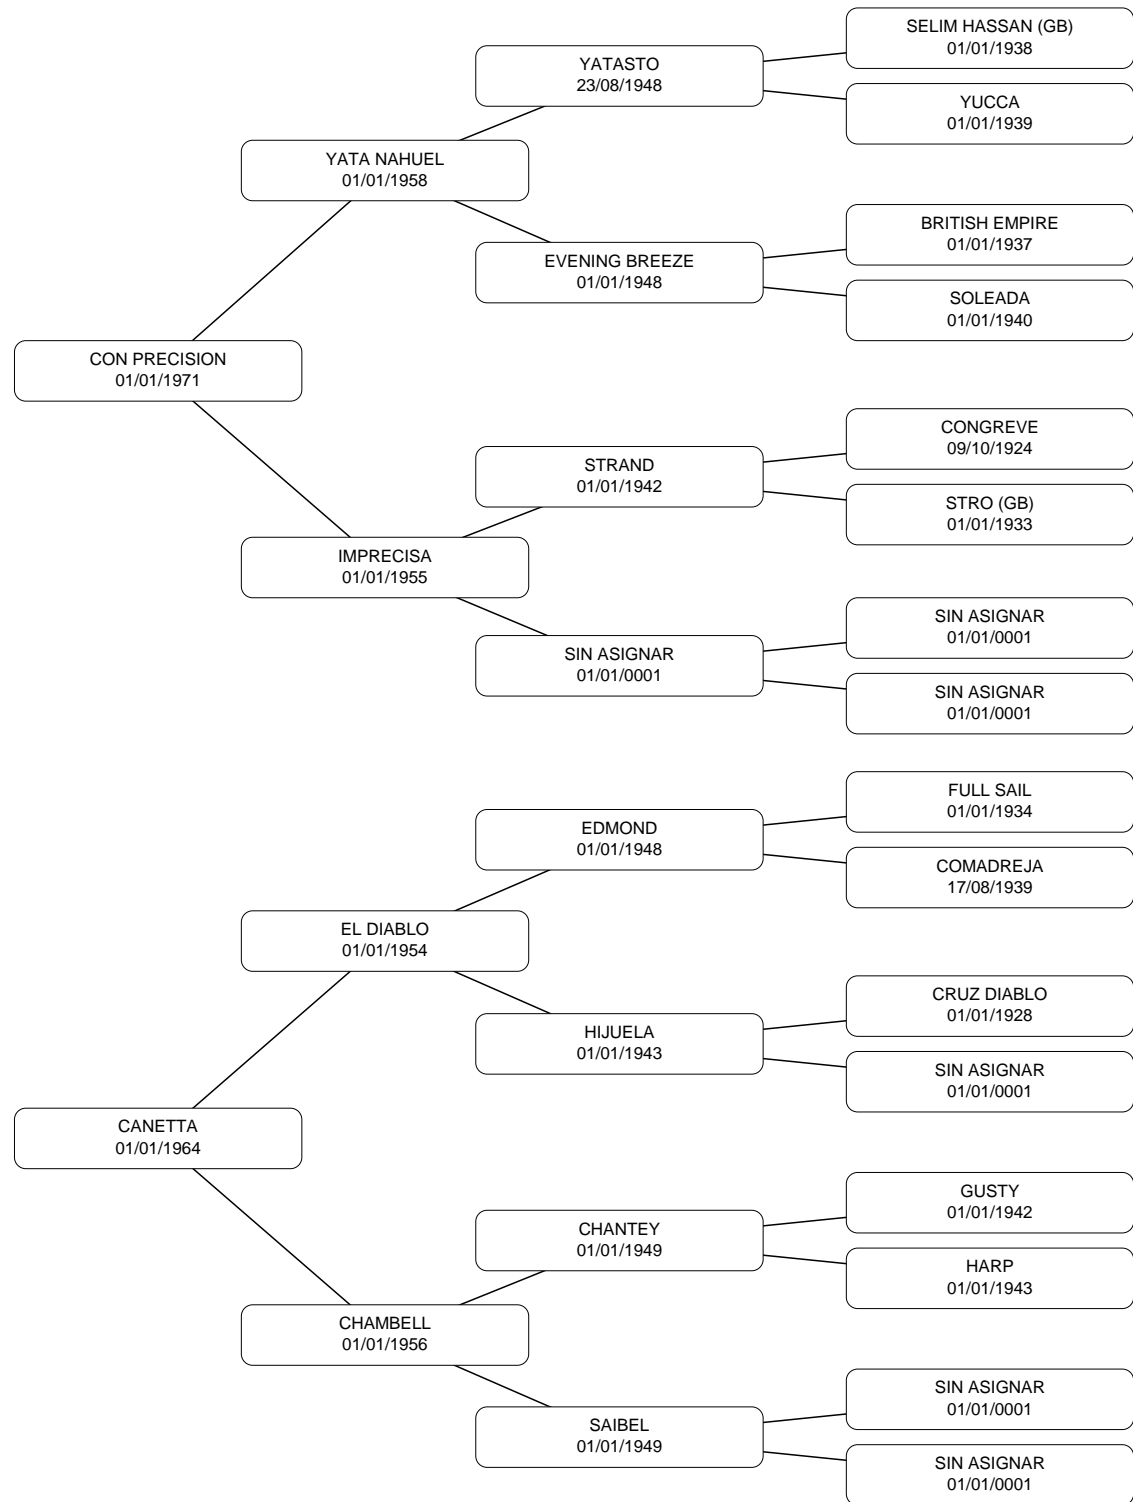 SELIM HASSAN (GB)
01/01/1938
YATASTO
23/08/1948
YUCCA
01/01/1939
YATA NAHUEL
01/01/1958
BRITISH EMPIRE
01/01/1937
EVENING BREEZE
01/01/1948
SOLEADA
01/01/1940
CON PRECISION
01/01/1971
CONGREVE
09/10/1924
STRAND
01/01/1942
STRO (GB)
01/01/1933
IMPRECISA
01/01/1955
SIN ASIGNAR
01/01/0001
SIN ASIGNAR
01/01/0001
SIN ASIGNAR
01/01/0001
FULL SAIL
01/01/1934
EDMOND
01/01/1948
COMADREJA
17/08/1939
EL DIABLO
01/01/1954
CRUZ DIABLO
01/01/1928
HIJUELA
01/01/1943
SIN ASIGNAR
01/01/0001
CANETTA
01/01/1964
GUSTY
01/01/1942
CHANTEY
01/01/1949
HARP
01/01/1943
CHAMBELL
01/01/1956
SIN ASIGNAR
01/01/0001
SAIBEL
01/01/1949
SIN ASIGNAR
01/01/0001